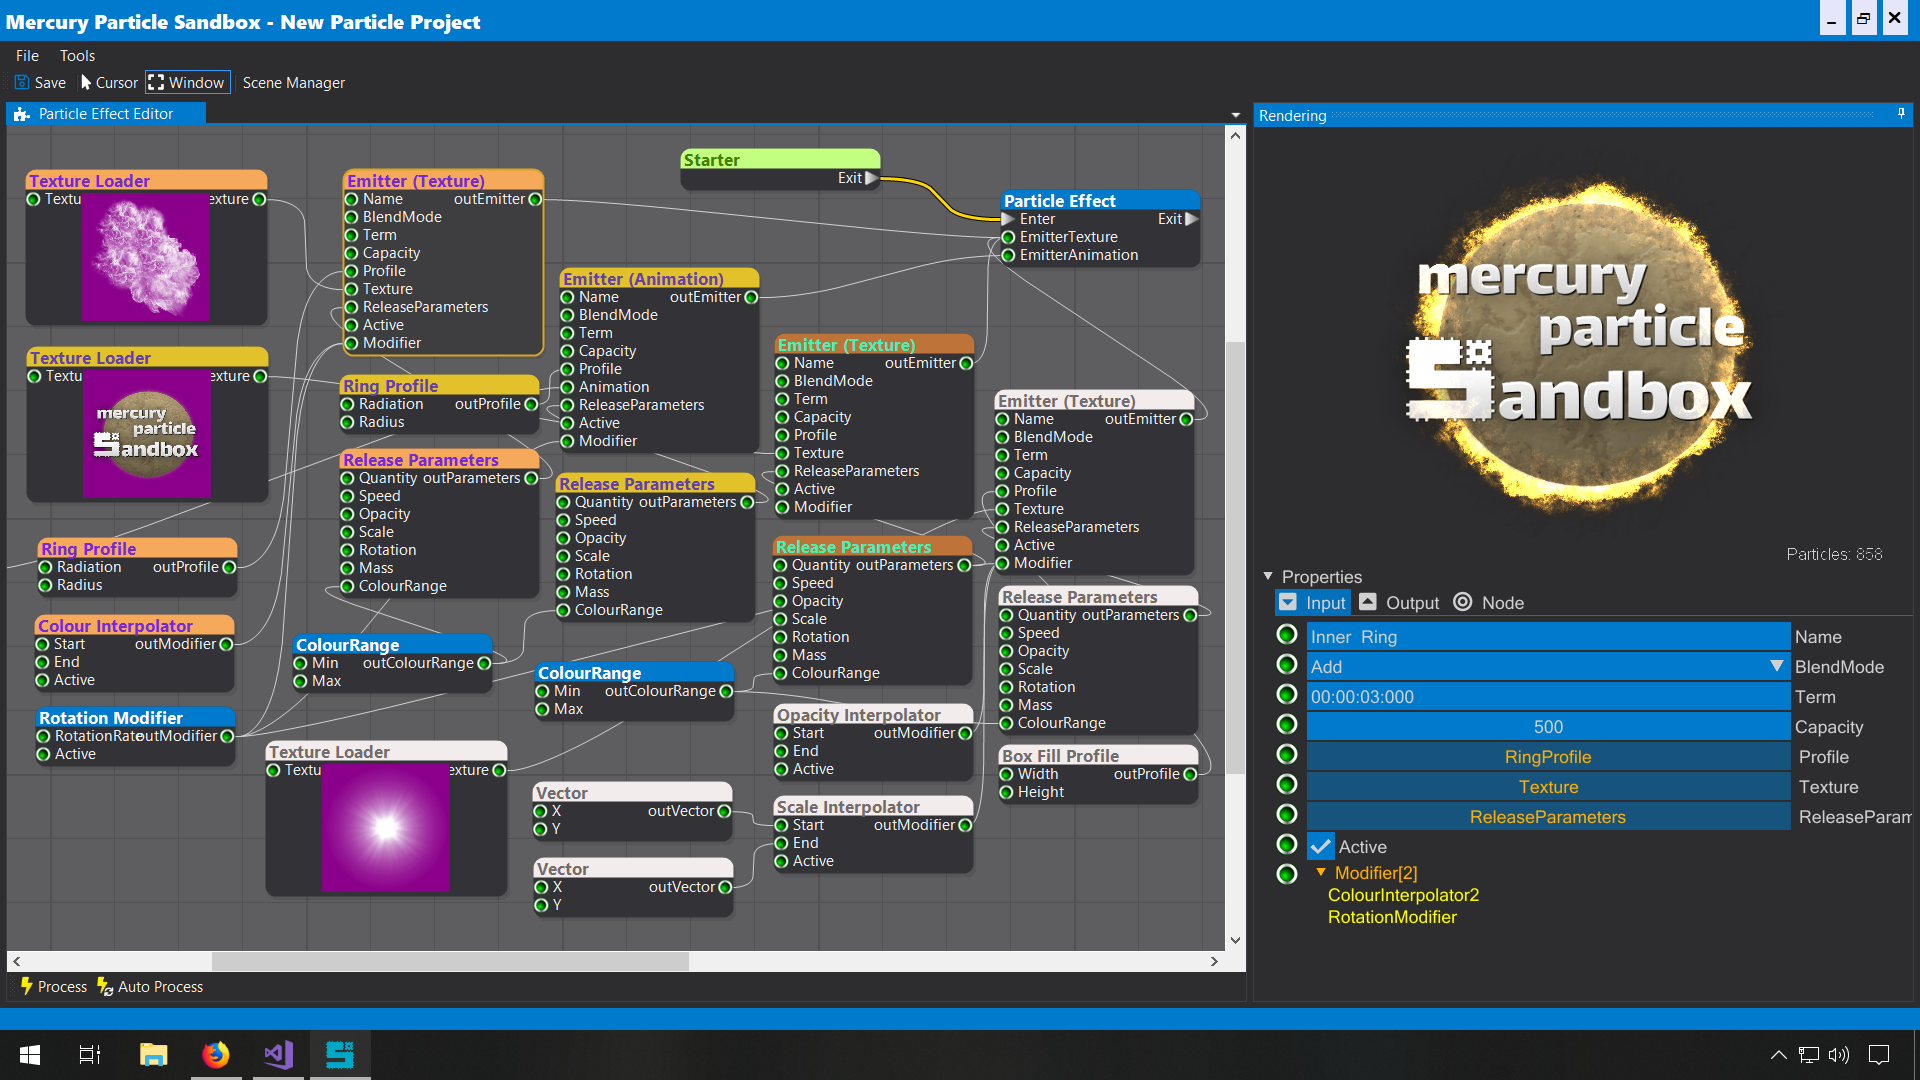 Mercury Particle Sandbox - New Particle Project
File Tools
Save Cursor Window Scene Manager
Particle Effect Editor
Texture Loader
Textu exture
Texture Loader
Textu exture
mercury
particle
Sandbox
Ring Profile
Radiation outProfile
Radius
Colour Interpolator
Start outModifier
End
Active
Rotation Modifier
RotationRate outModifier
Active
Emitter (Texture)
Name outEmitter
BlendMode
Term
Capacity
Profile
Texture
ReleaseParameters
Active
Modifier
Ring Profile
Radiation outProfile
Radius
Release Parameters
Quantity outParameters
Speed
Opacity
Scale
Rotation
Mass
ColourRange
ColourRange
Min outColourRange
Max
Texture Loader
Textu exture
Emitter (Animation)
Name outEmitter
BlendMode
Term
Capacity
Profile
Animation
ReleaseParameters
Active
Modifier
Release Parameters
Quantity outParameters
Speed
Opacity
Scale
Rotation
Mass
ColourRange
ColourRange
Min outColourRange
Max
Vector
X outVector
Y
Vector
X outVector
Y
Starter
Exit
Emitter (Texture)
Name outEmitter
BlendMode
Term
Capacity
Profile
Texture
ReleaseParameters
Active
Modifier
Release Parameters
Quantity outParameters
Speed
Opacity
Scale
Rotation
Mass
ColourRange
Opacity Interpolator
Start outModifier
End
Active
Scale Interpolator
Start outModifier
End
Active
Particle Effect
Enter Exit
EmitterTexture
EmitterAnimation
Emitter (Texture)
Name outEmitter
BlendMode
Term
Capacity
Profile
Texture
ReleaseParameters
Active
Modifier
Release Parameters
Quantity outParameters
Speed
Opacity
Scale
Rotation
Mass
ColourRange
Box Fill Profile
Width outProfile
Height
Process Auto Process
Rendering
mercury
particle
Sandbox
Particles: 858
Properties
Input Output Node
Inner Ring Name
Add BlendMode
00:00:03:000 Term
500 Capacity
RingProfile Profile
Texture Texture
ReleaseParameters ReleaseParam
Active
Modifier[2]
ColourInterpolator2
RotationModifier